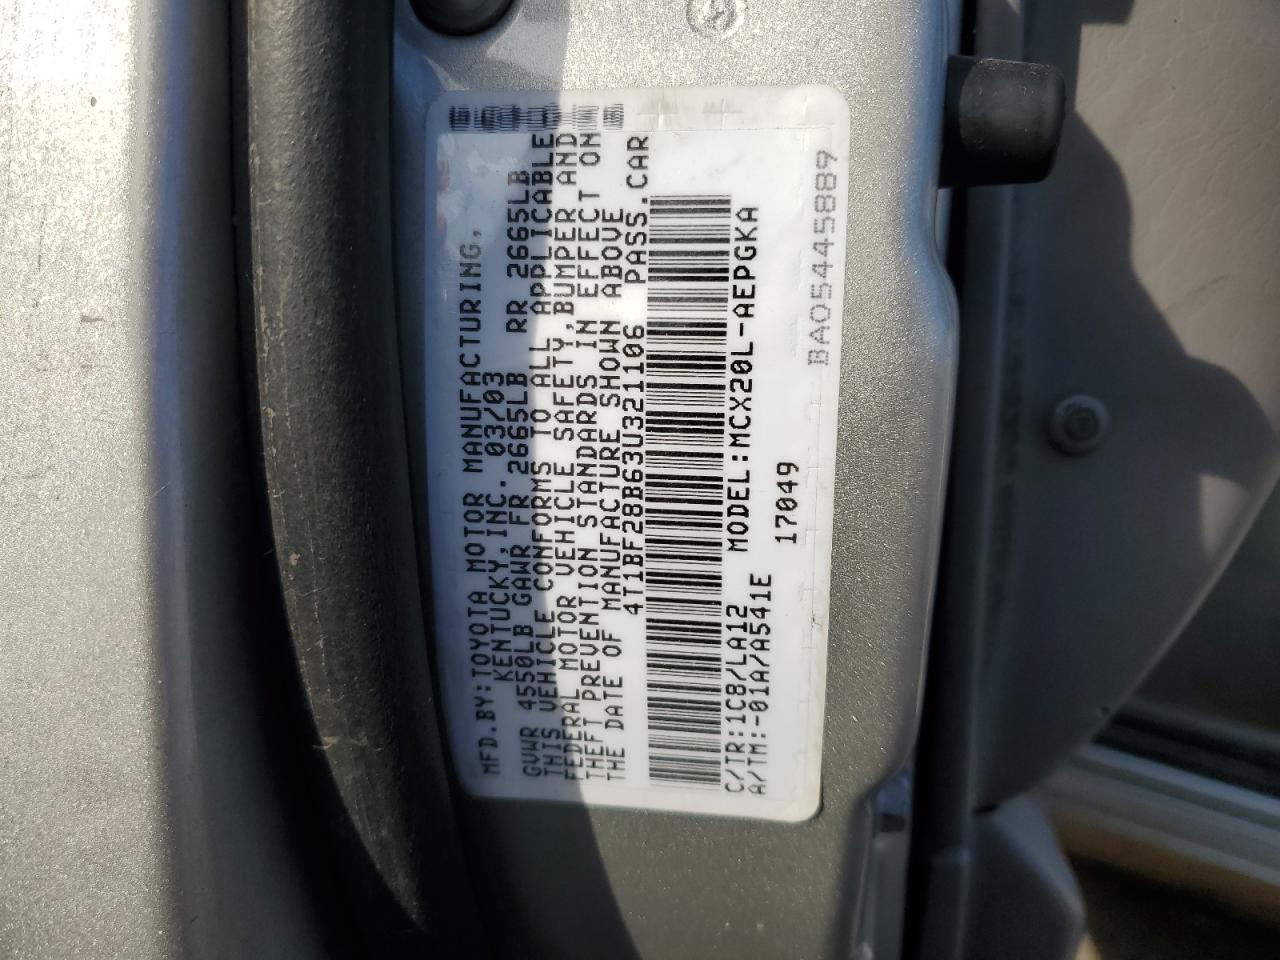 MFD.BY:TOYOTA MOTOR MANUFACTURING,
KENTUCKY,INC. 03/03
GVWR 4550LB GAWR FR 2665LB RR 2665LB
THIS VEHICLE CONFORMS TO ALL APPLICABLE
FEDERAL MOTOR VEHICLE SAFETY,BUMPER AND
THEFT PREVENTION STANDARDS IN EFFECT ON
THE DATE OF MANUFACTURE SHOWN ABOVE
4T1BF28B63U321106 PASS.CAR
C/TR:1C8/LA12 MODEL:MCX20L-AEPGKA
A/TM:-01A/A541E 17049
BA05445889